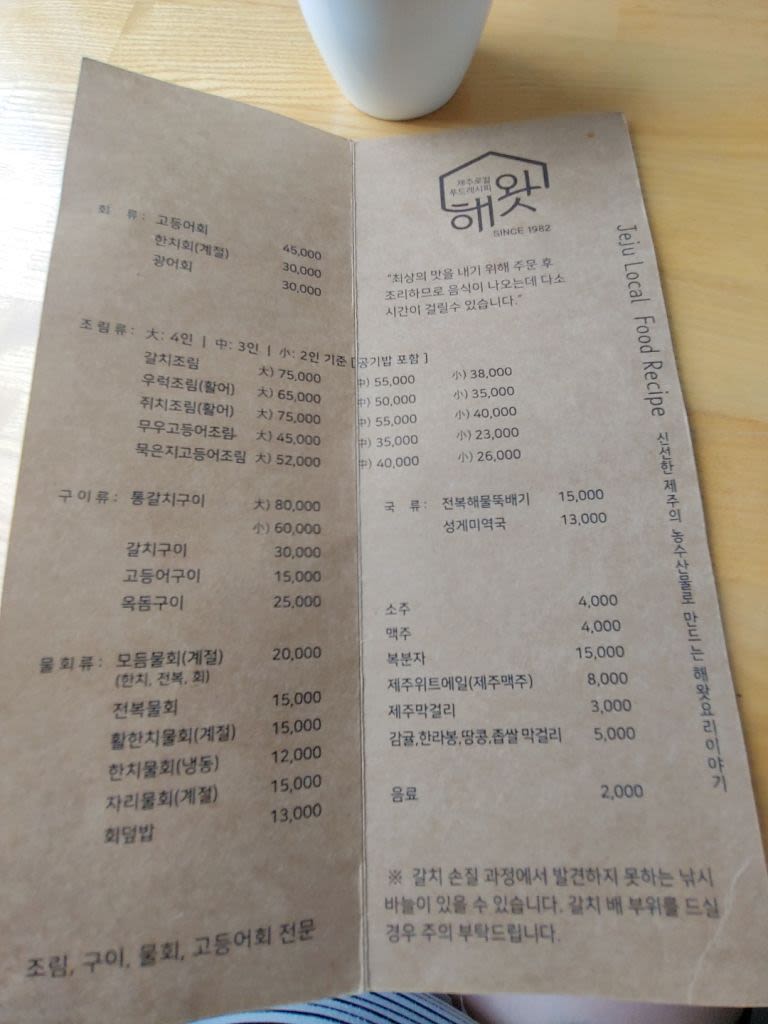 회 류: 고등어회 45,000
한치회(계절) 30,000
광어회 30,000
조림류: 大: 4인 | 中: 3인 | 小: 2인 기준 [공기밥 포함]
갈치조림 大) 75,000 中) 55,000 小) 38,000
우럭조림(활어) 大) 65,000 中) 50,000 小) 35,000
쥐치조림(활어) 大) 75,000 中) 55,000 小) 40,000
무우고등어조림 大) 45,000 中) 35,000 小) 23,000
묵은지고등어조림 大) 52,000 中) 40,000 小) 26,000
구이류: 통갈치구이 大) 80,000
小) 60,000
갈치구이 30,000
고등어구이 15,000
옥돔구이 25,000
물회류: 모듬물회(계절) 20,000
(한치, 전복, 회)
전복물회 15,000
활한치물회(계절) 15,000
한치물회(냉동) 12,000
자리물회(계절) 15,000
회덮밥 13,000
조림, 구이, 물회, 고등어회 전문
제주로컬
푸드레시피
해왓
SINCE 1982
"최상의 맛을 내기 위해 주문 후
조리하므로 음식이 나오는데 다소
시간이 걸릴수 있습니다."
국 류: 전복해물뚝배기 15,000
성게미역국 13,000
소주 4,000
맥주 4,000
복분자 15,000
제주위트에일(제주맥주) 8,000
제주막걸리 3,000
감귤,한라봉,땅콩,좁쌀 막걸리 5,000
음료 2,000
※ 갈치 손질 과정에서 발견하지 못하는 낚시
바늘이 있을 수 있습니다. 갈치 배 부위를 드실
경우 주의 부탁드립니다.
Jeju Local Food Recipe 신선한 제주의 농수산물로 만드는 해왓요리이야기